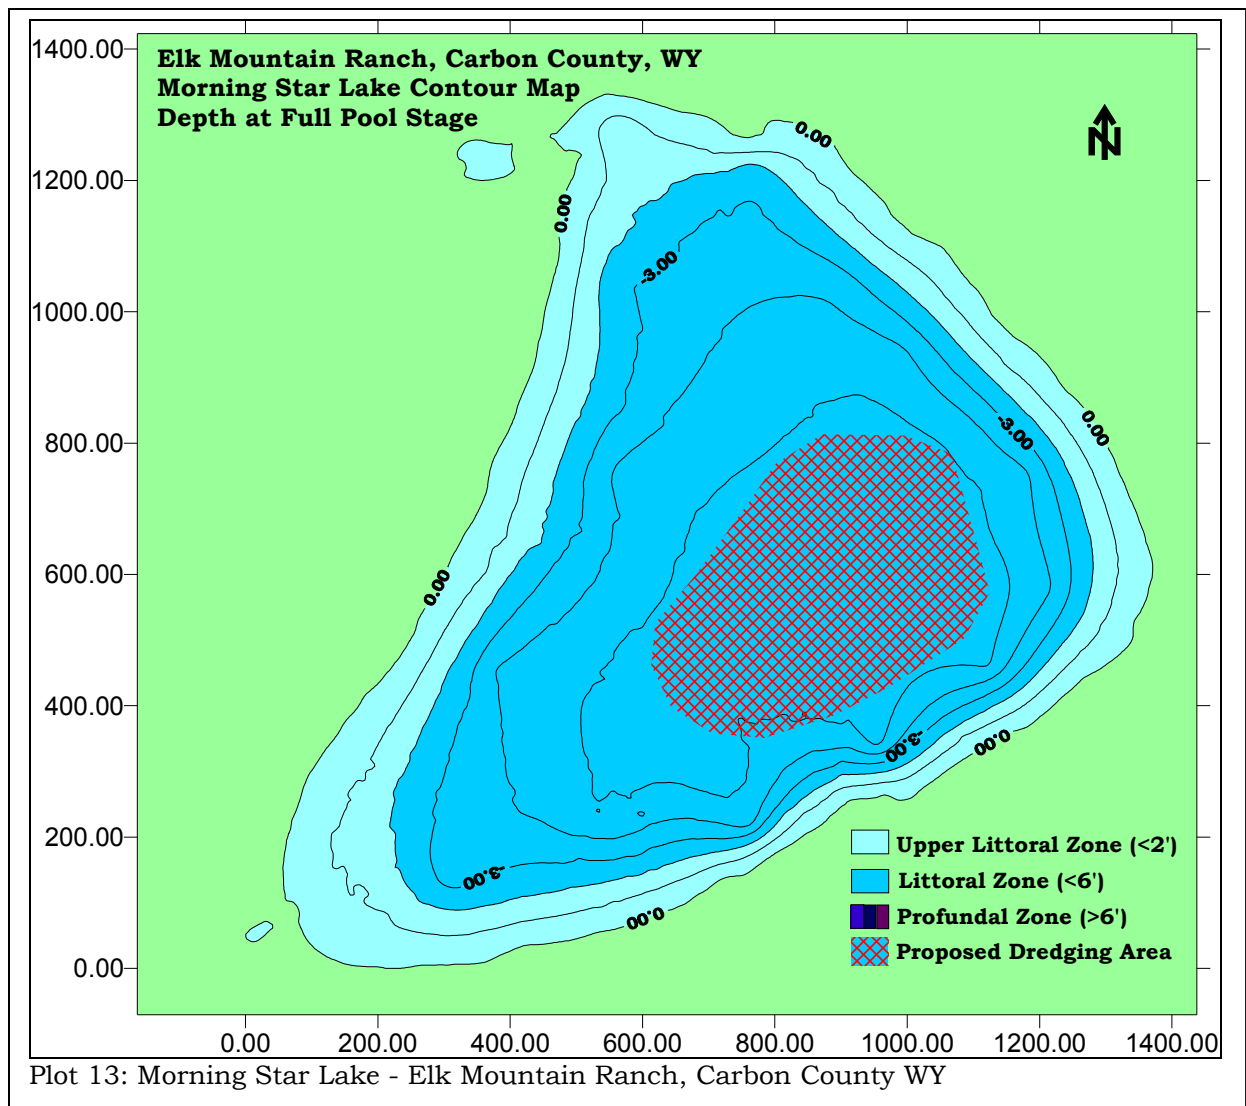 Elk Mountain Ranch, Carbon County, WY
Morning Star Lake Contour Map
Depth at Full Pool Stage
N
1400.00
1200.00
1000.00
800.00
600.00
400.00
200.00
0.00
0.00
0.00
-3.00
0.00
-3.00
0.00
-3.00
0.00
-3.00
0.00
Upper Littoral Zone (<2')
Littoral Zone (<6')
Profundal Zone (>6')
Proposed Dredging Area
0.00 200.00 400.00 600.00 800.00 1000.00 1200.00 1400.00
Plot 13: Morning Star Lake - Elk Mountain Ranch, Carbon County WY